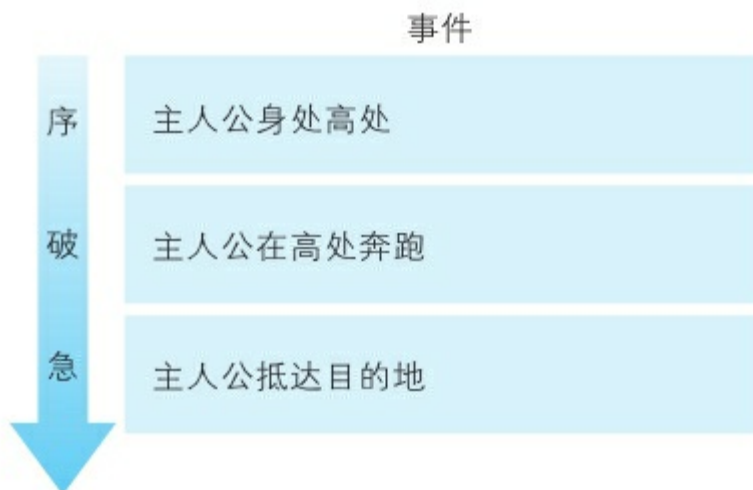 事件
序
主人公身处高处
破
主人公在高处奔跑
急
主人公抵达目的地